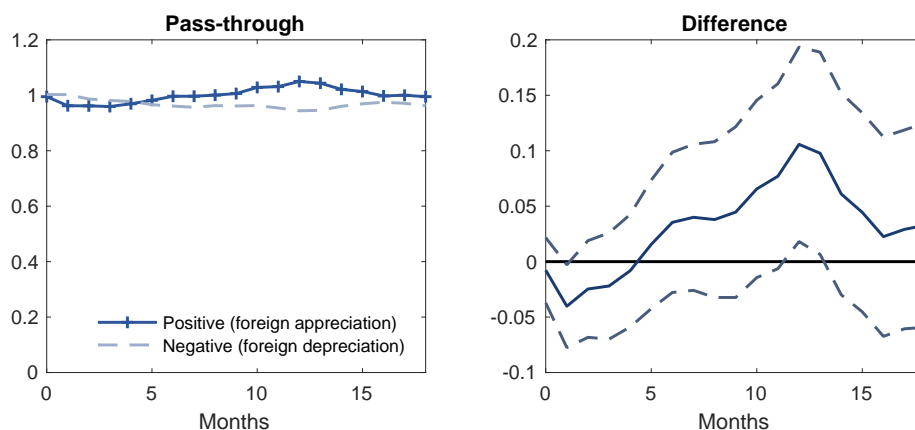 Pass-through
1.2
1
0.8
0.6
0.4
0.2
0
0 5 10 15
Months
Positive (foreign appreciation)
Negative (foreign depreciation)
Difference
0.2
0.15
0.1
0.05
0
-0.05
-0.1
0 5 10 15
Months